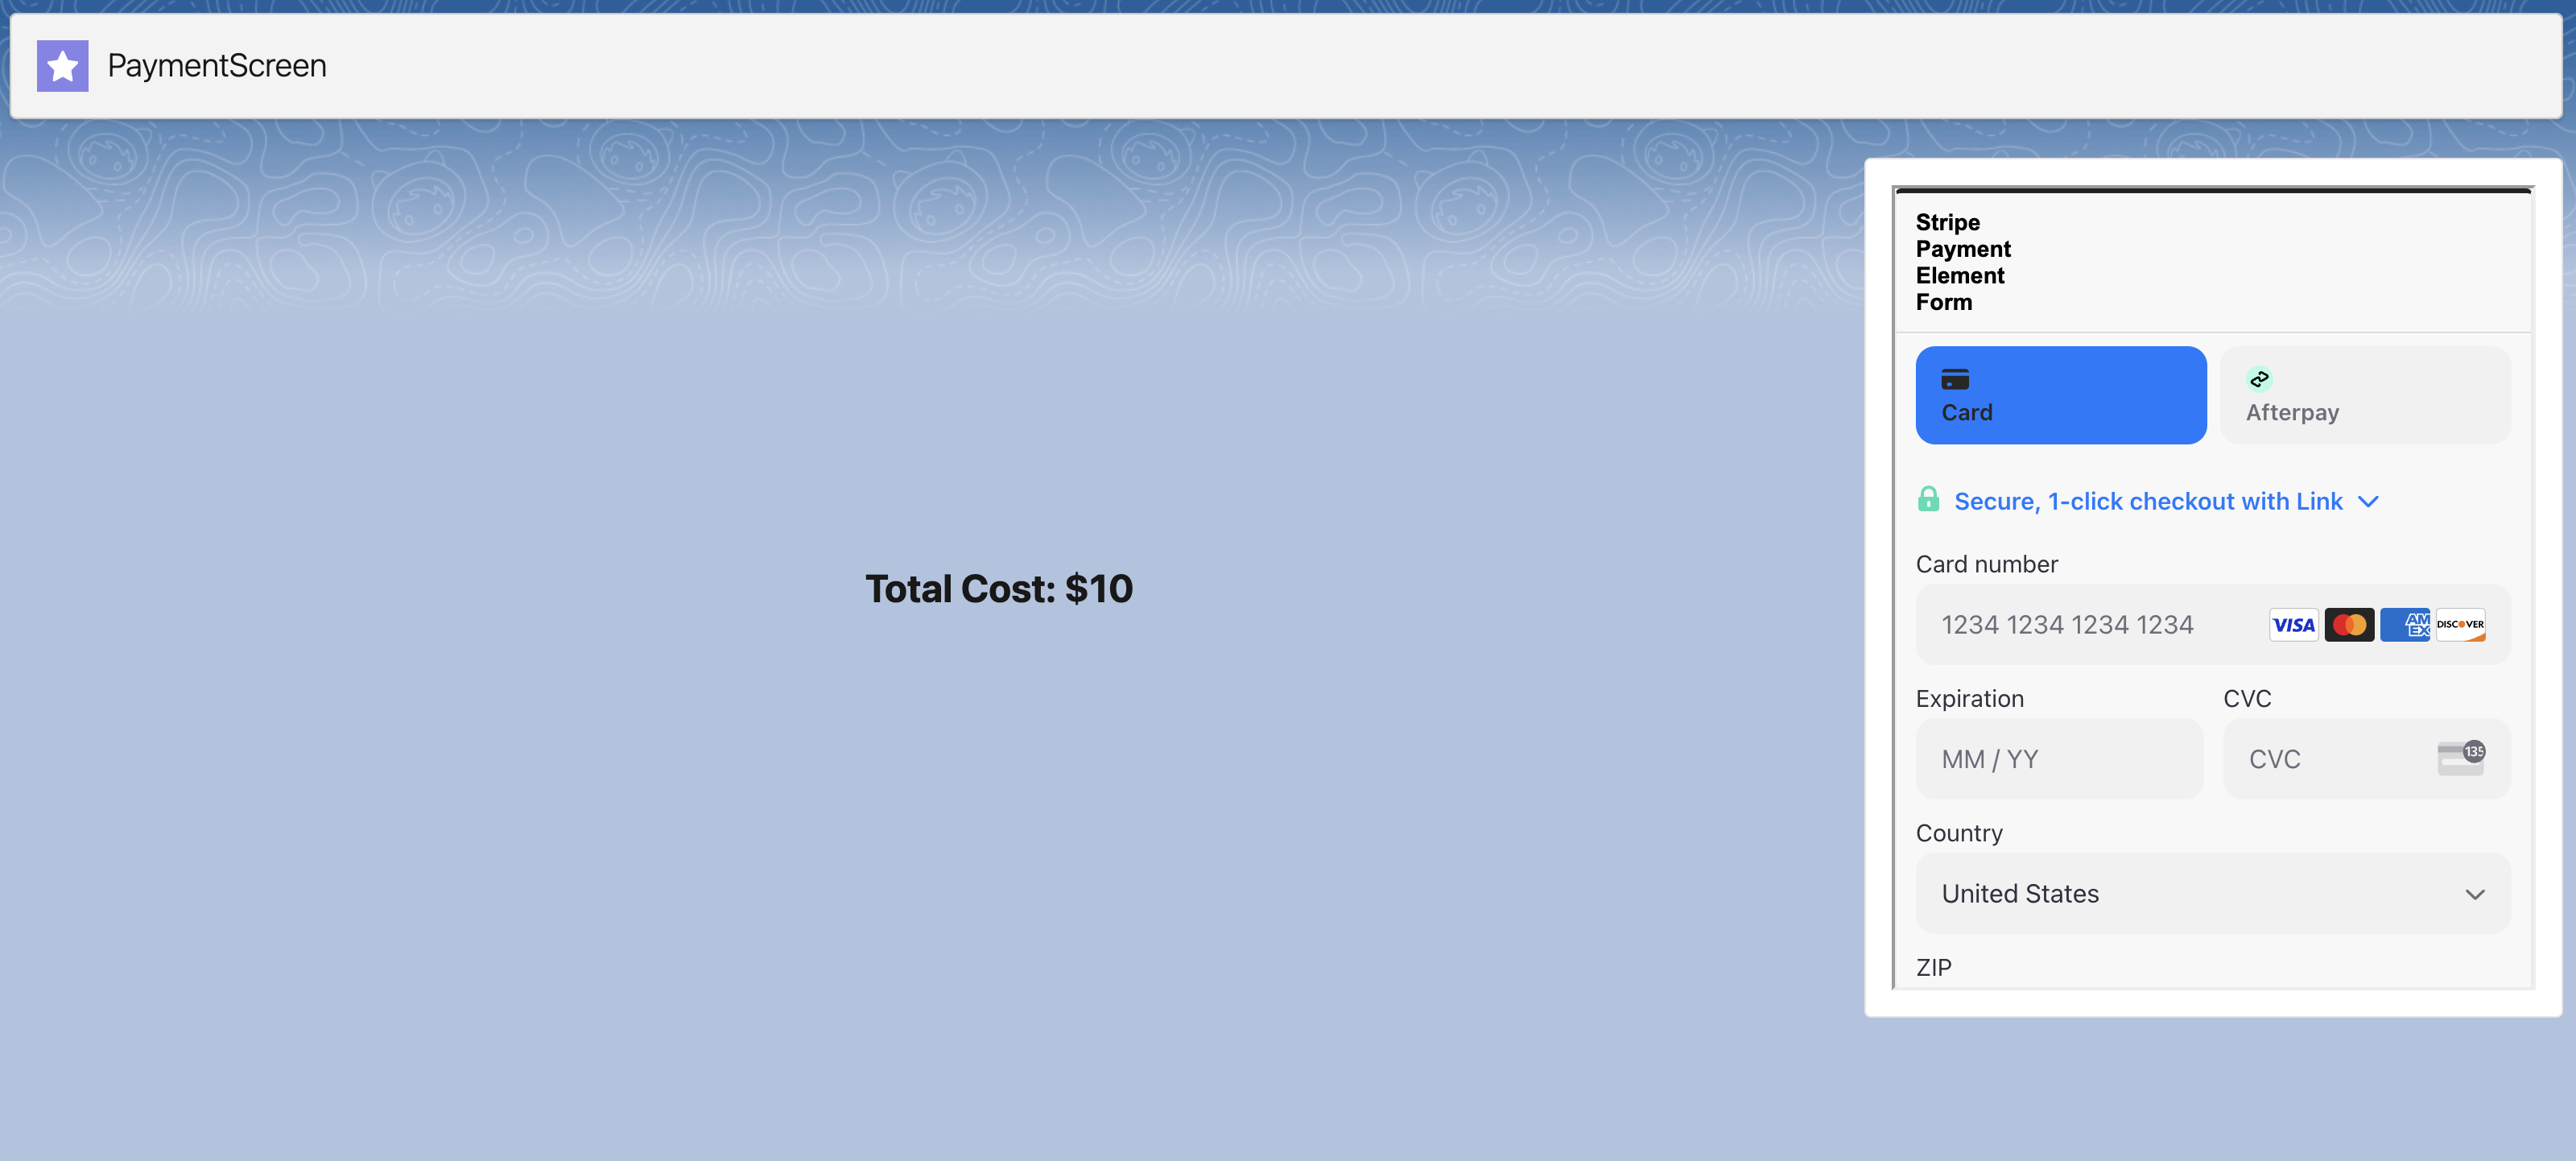 PaymentScreen
Total Cost: $10
Stripe
Payment
Element
Form
Card
Afterpay
Secure, 1-click checkout with Link
Card number
1234 1234 1234 1234
VISA
AM
EX
DISCOVER
Expiration
CVC
MM / YY
CVC
135
Country
United States
ZIP